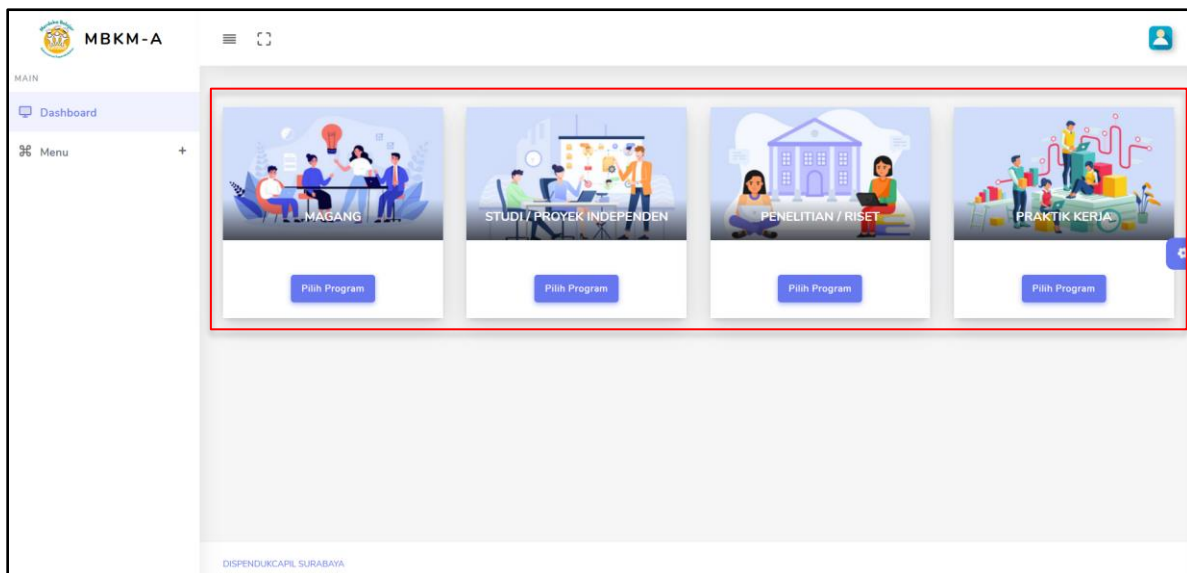 MBKM-A
MAIN
Dashboard
Menu +
MAGANG
STUDI / PROYEK INDEPENDEN
PENELITIAN / RISET
PRAKTIK KERJA
Pilih Program
Pilih Program
Pilih Program
Pilih Program
DISPENDUKCAPIL SURABAYA